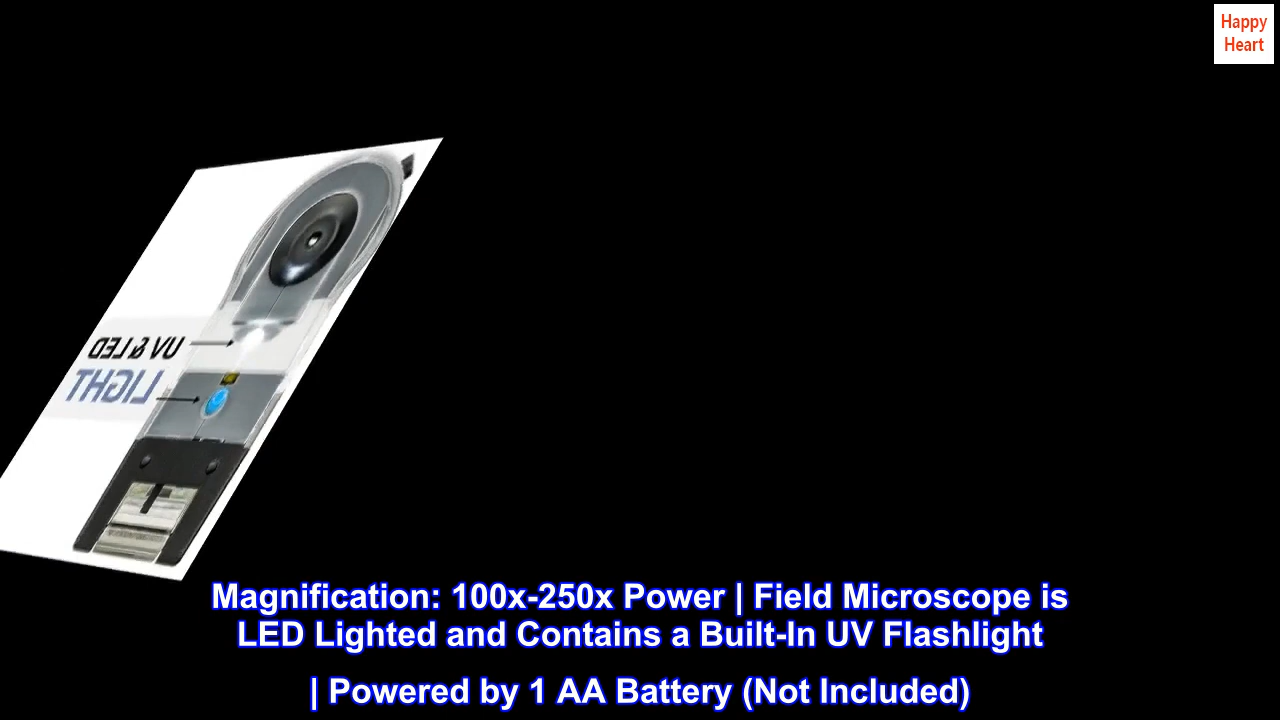 Happy
Heart
UV & LED
LIGHT
Magnification: 100x-250x Power | Field Microscope is
LED Lighted and Contains a Built-In UV Flashlight
| Powered by 1 AA Battery (Not Included)